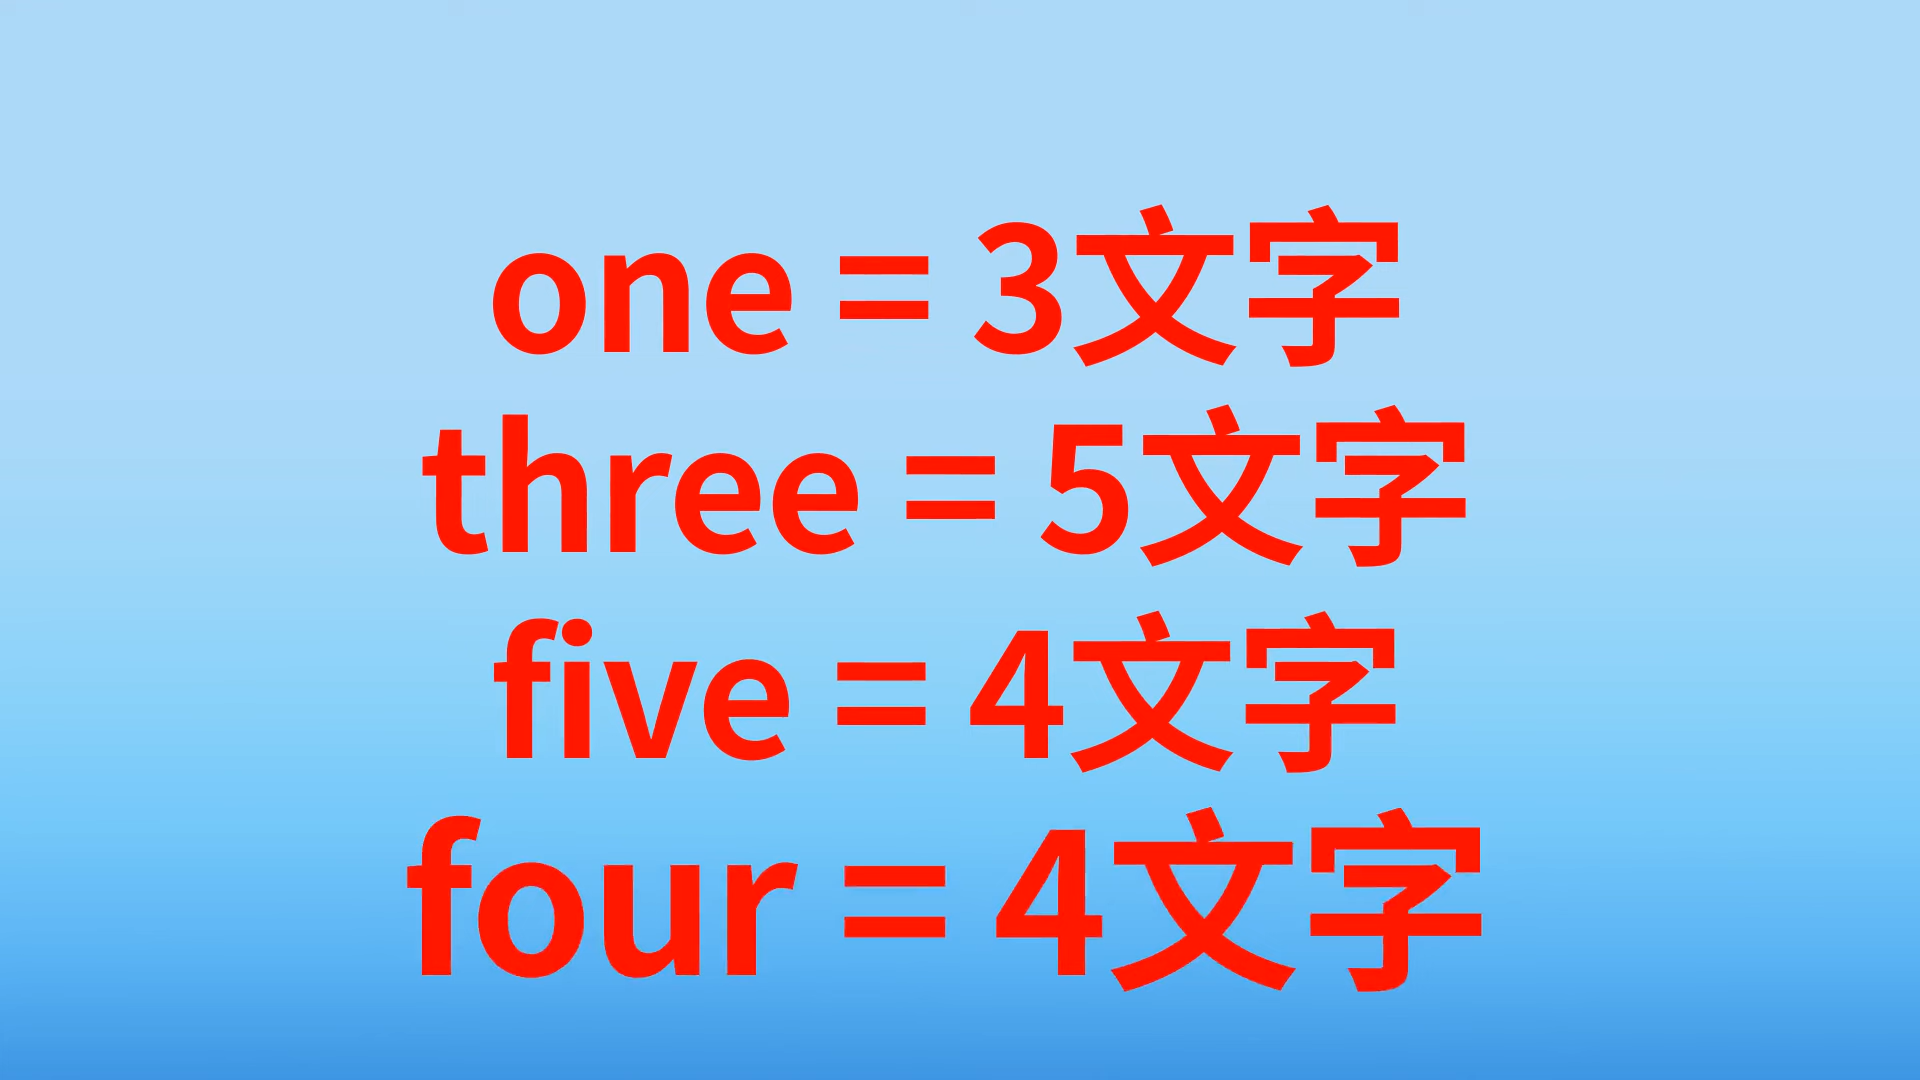 one = 3文字
three = 5文字
five = 4文字
four = 4文字